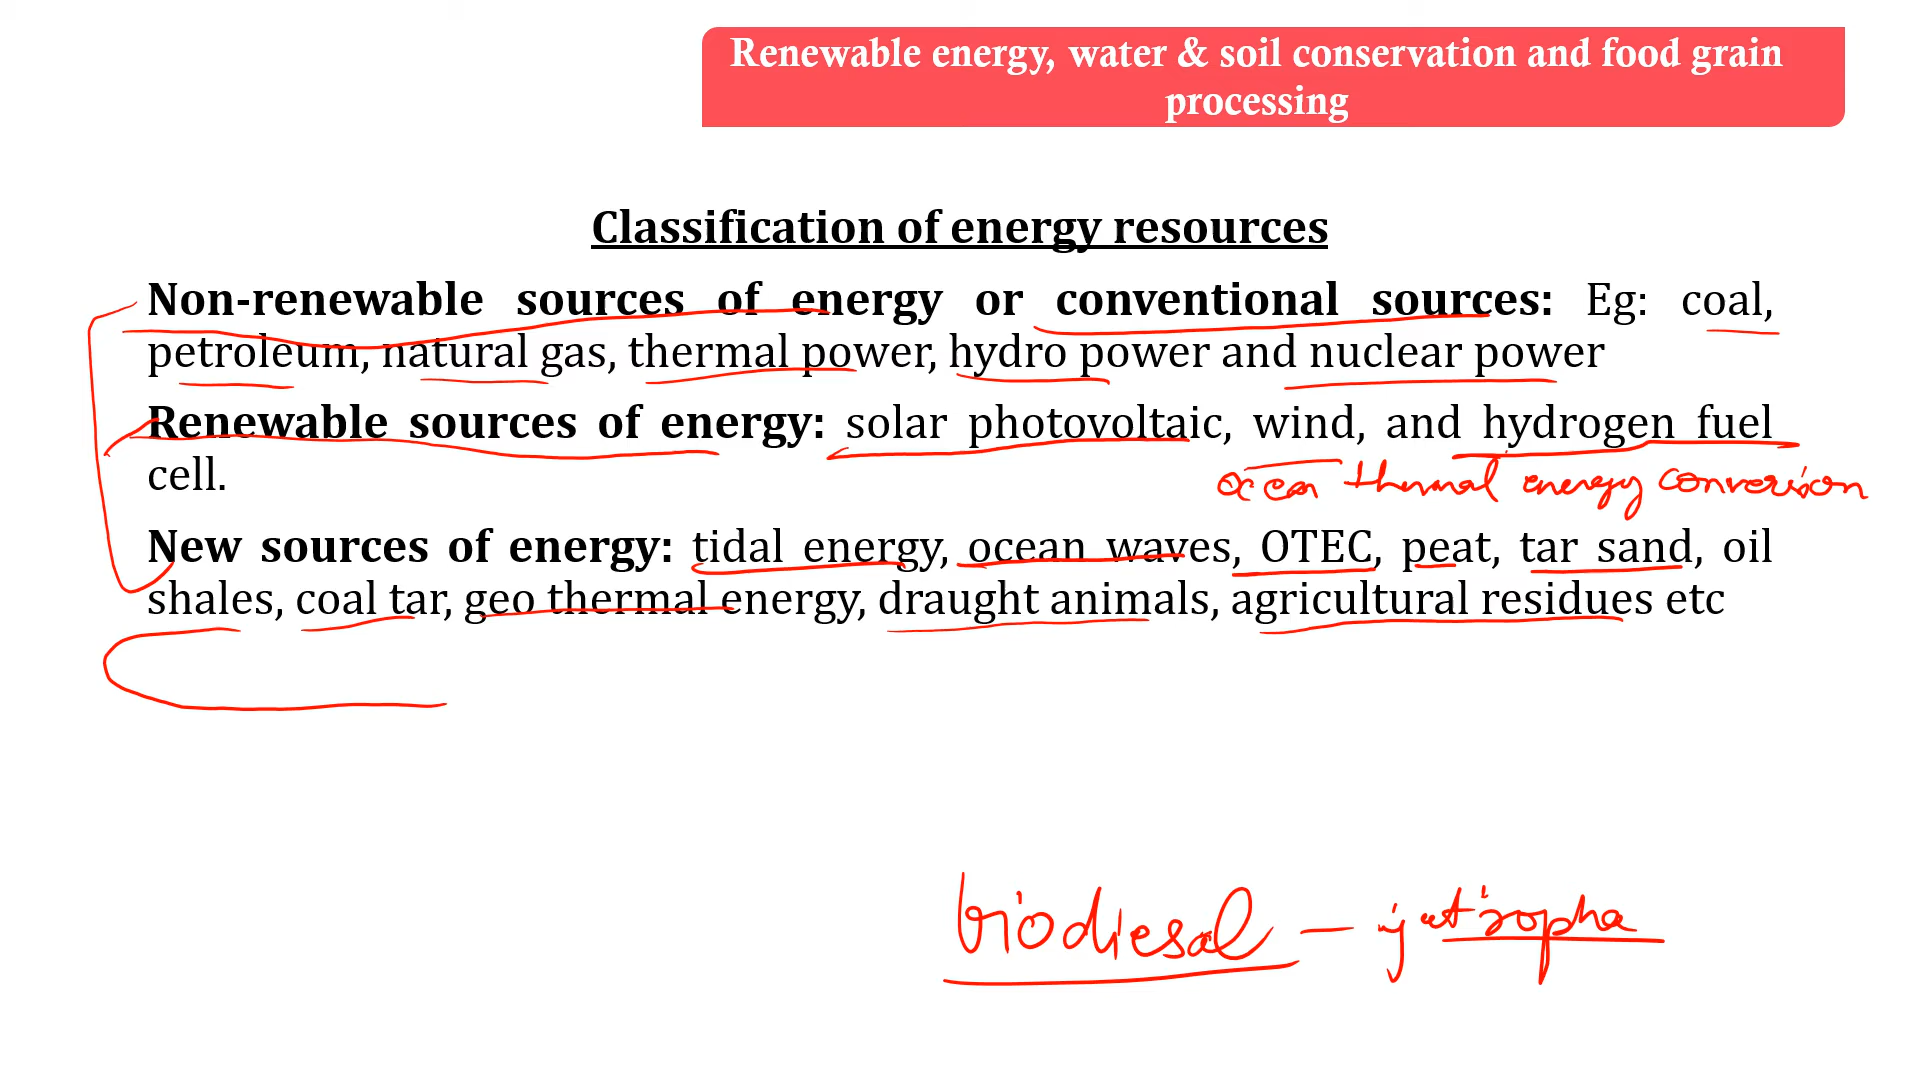 Renewable energy, water & soil conservation and food grain
processing
Classification of energy resources
Non-renewable sources of energy or conventional sources: Eg: coal,
petroleum, natural gas, thermal power, hydro power and nuclear power
Renewable sources of energy: solar photovoltaic, wind, and hydrogen fuel
cell.
ocean thermal energy conversion
New sources of energy: tidal energy, ocean waves, OTEC, peat, tar sand, oil
shales, coal tar, geo thermal energy, draught animals, agricultural residues etc
biodiesal — jatropha